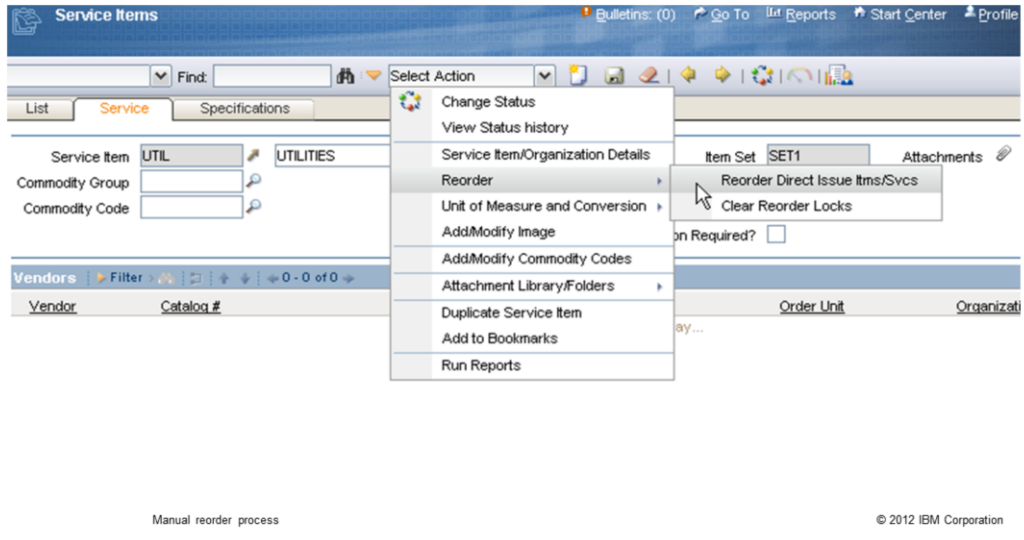 Service Items
Bulletins: (0) Go To Reports Start Center Profile
Find: Select Action
List Service Specifications
Change Status
View Status history
Service Item UTIL UTILITIES
Service Item/Organization Details
Item Set SET1 Attachments
Commodity Group
Reorder
Reorder Direct Issue Itms/Svcs
Commodity Code
Unit of Measure and Conversion
Clear Reorder Locks
Add/Modify Image
Required?
Add/Modify Commodity Codes
Vendors Filter 0 - 0 of 0
Attachment Library/Folders
Vendor Catalog # Order Unit Organizati
Duplicate Service Item
ay...
Add to Bookmarks
Run Reports
Manual reorder process © 2012 IBM Corporation